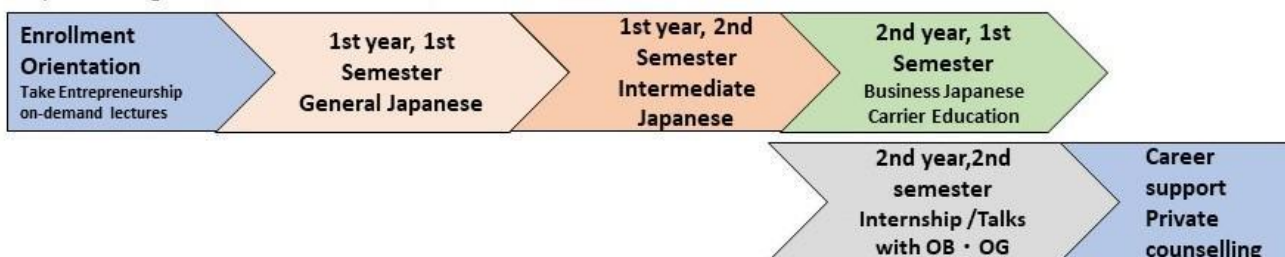 Enrollment
Orientation
Take Entrepreneurship
on-demand lectures
1st year, 1st
Semester
General Japanese
1st year, 2nd
Semester
Intermediate
Japanese
2nd year, 1st
Semester
Business Japanese
Carrier Education
2nd year,2nd
semester
Internship /Talks
with OB・OG
Career
support
Private
counselling